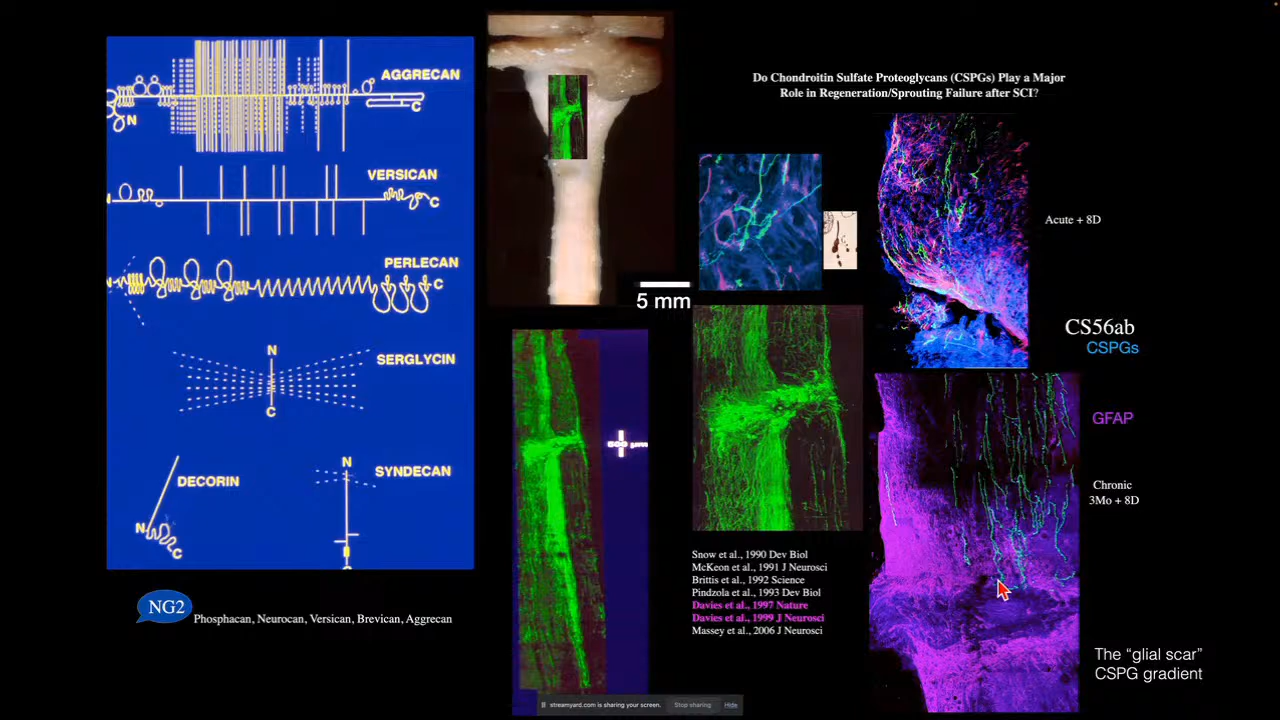 AGGRECAN
N
C
VERSICAN
C
PERLECAN
C
N
SERGLYCIN
C
DECORIN
N
C
N
SYNDECAN
NG2
Phosphacan, Neurocan, Versican, Brevican, Aggrecan
5 mm
Do Chondroitin Sulfate Proteoglycans (CSPGs) Play a Major
Role in Regeneration/Sprouting Failure after SCI?
Acute + 8D
CS56ab
CSPGs
GFAP
Chronic
3Mo + 8D
Snow et al., 1990 Dev Biol
McKeon et al., 1991 J Neurosci
Brittis et al., 1992 Science
Pindzola et al., 1993 Dev Biol
Davies et al., 1997 Nature
Davies et al., 1999 J Neurosci
Massey et al., 2006 J Neurosci
The “glial scar”
CSPG gradient
streamyard.com is sharing your screen.
Stop sharing
Hide